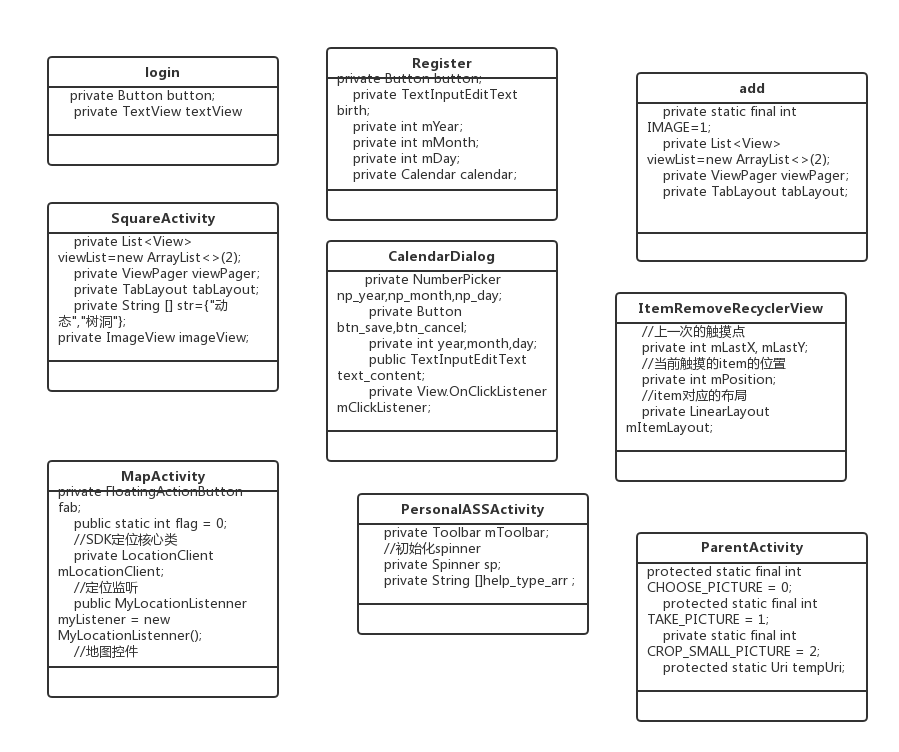 login
private Button button;
private TextView textView
Register
private Button button;
private TextInputEditText
birth;
private int mYear;
private int mMonth;
private int mDay;
private Calendar calendar;
add
private static final int
IMAGE=1;
private List<View>
viewList=new ArrayList<>(2);
private ViewPager viewPager;
private TabLayout tabLayout;
SquareActivity
private List<View>
viewList=new ArrayList<>(2);
private ViewPager viewPager;
private TabLayout tabLayout;
private String [] str={"动
态","树洞"};
private ImageView imageView;
CalendarDialog
private NumberPicker
np_year,np_month,np_day;
private Button
btn_save,btn_cancel;
private int year,month,day;
public TextInputEditText
text_content;
private View.OnClickListener
mClickListener;
ItemRemoveRecyclerView
//上一次的触摸点
private int mLastX, mLastY;
//当前触摸的item的位置
private int mPosition;
//item对应的布局
private LinearLayout
mItemLayout;
MapActivity
private FloatingActionButton
fab;
public static int flag = 0;
//SDK定位核心类
private LocationClient
mLocationClient;
//定位监听
public MyLocationListenner
myListener = new
MyLocationListenner();
//地图控件
PersonalASSActivity
private Toolbar mToolbar;
//初始化spinner
private Spinner sp;
private String []help_type_arr ;
ParentActivity
protected static final int
CHOOSE_PICTURE = 0;
protected static final int
TAKE_PICTURE = 1;
private static final int
CROP_SMALL_PICTURE = 2;
protected static Uri tempUri;